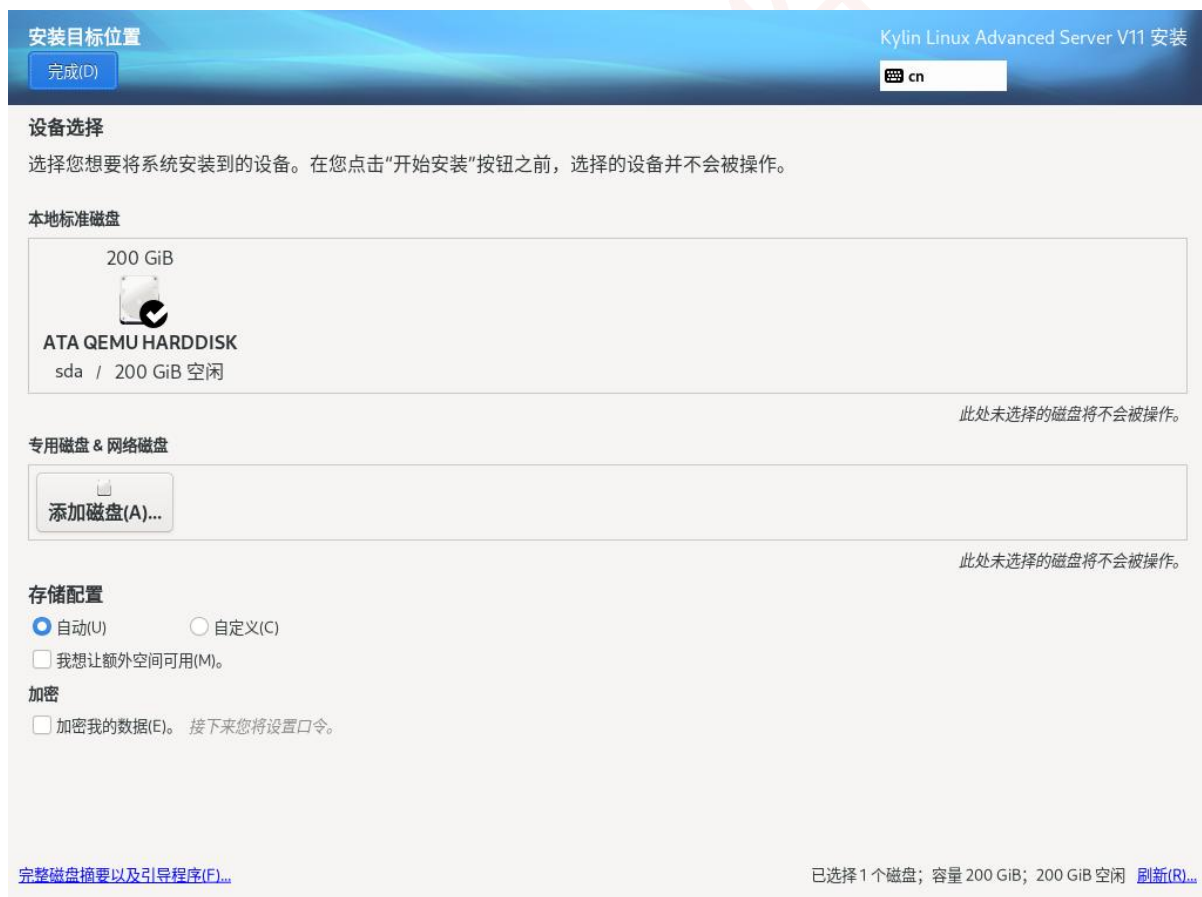 安装目标位置
Kylin Linux Advanced Server V11 安装
完成(D)
cn
设备选择
选择您想要将系统安装到的设备。在您点击“开始安装”按钮之前，选择的设备并不会被操作。
本地标准磁盘
200 GiB
ATA QEMU HARDDISK
sda / 200 GiB 空闲
此处未选择的磁盘将不会被操作。
专用磁盘 & 网络磁盘
添加磁盘(A)...
此处未选择的磁盘将不会被操作。
存储配置
自动(U) 自定义(C)
我想让额外空间可用(M)。
加密
加密我的数据(E)。 接下来您将设置口令。
完整磁盘摘要以及引导程序(F)... 已选择 1 个磁盘；容量 200 GiB；200 GiB 空闲 刷新(R)...